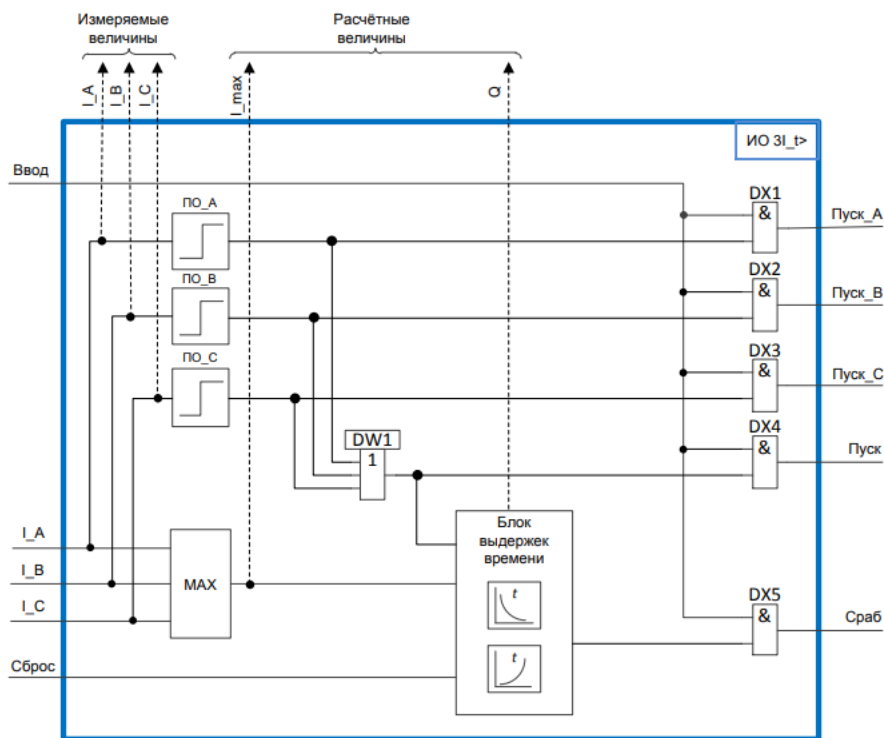 Измеряемые величины
Расчётные величины
I_A
I_B
I_C
I_max
Q
ИО 3I_t>
Ввод
ПО_A
ПО_B
ПО_C
DX1
&
Пуск_A
DX2
&
Пуск_B
DX3
&
Пуск_C
DX4
&
Пуск
DW1
1
Блок
выдержек
времени
t
t
I_A
I_B
I_C
MAX
DX5
&
Сраб
Сброс